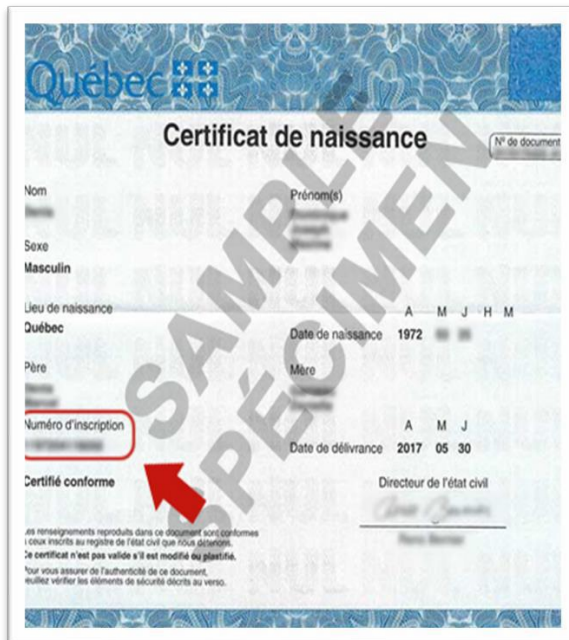 Québec
Certificat de naissance
Nº de document
Nom
Prénom(s)
Sexe
Masculin
Lieu de naissance
Québec
A M J H M
Date de naissance 1972
Père
Mère
Numéro d'inscription
A M J
Date de délivrance 2017 05 30
Certifié conforme
Directeur de l'état civil
es renseignements reproduits dans ce document sont conformes
à ceux inscrits au registre de l'état civil que nous détenons.
Ce certificat n'est pas valide s'il est modifié ou plastifié.
Pour vous assurer de l'authenticité de ce document,
euillez vérifier les éléments de sécurité décrits au verso.
SAMPLE
SPÉCIMEN